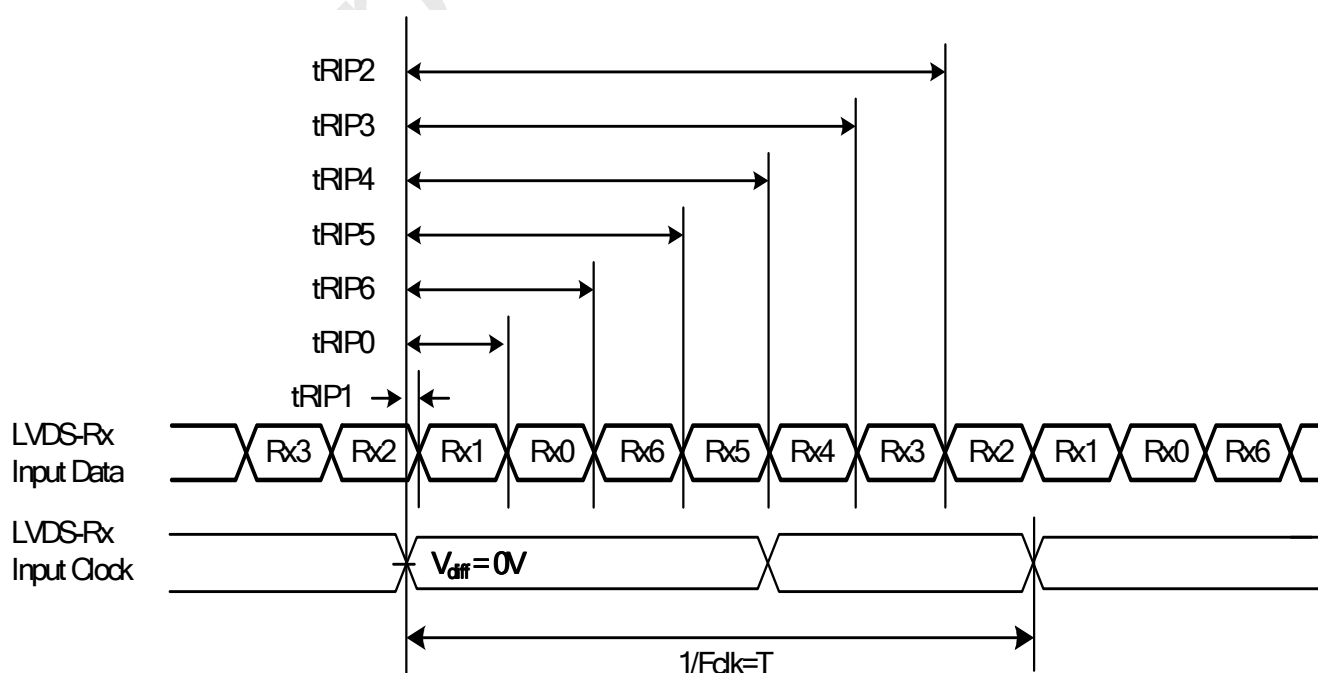 tRIP2
tRIP3
tRIP4
tRIP5
tRIP6
tRIP0
tRIP1
LVDS-Rx
Input Data
Rx3 Rx2 Rx1 Rx0 Rx6 Rx5 Rx4 Rx3 Rx2 Rx1 Rx0 Rx6
LVDS-Rx
Input Clock
Vdiff = 0V
1/Fclk=T